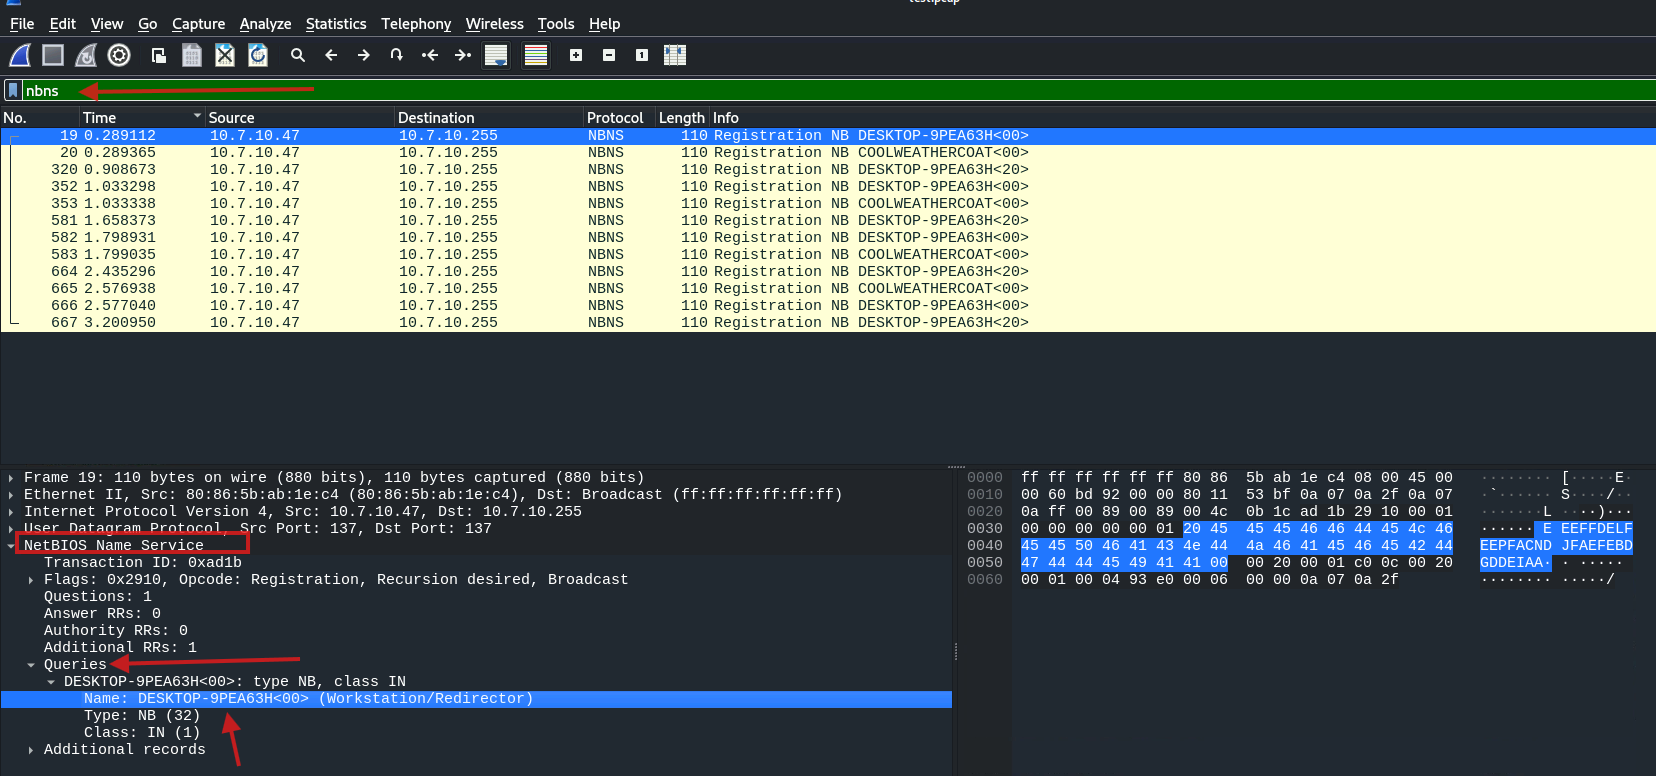 File Edit View Go Capture Analyze Statistics Telephony Wireless Tools Help
nbns
No. Time Source Destination Protocol Length Info
19 0.289112 10.7.10.47 10.7.10.255 NBNS 110 Registration NB DESKTOP-9PEA63H<00>
20 0.289365 10.7.10.47 10.7.10.255 NBNS 110 Registration NB COOLWEATHERCOAT<00>
320 0.908673 10.7.10.47 10.7.10.255 NBNS 110 Registration NB DESKTOP-9PEA63H<20>
352 1.033298 10.7.10.47 10.7.10.255 NBNS 110 Registration NB DESKTOP-9PEA63H<00>
353 1.033338 10.7.10.47 10.7.10.255 NBNS 110 Registration NB COOLWEATHERCOAT<00>
581 1.658373 10.7.10.47 10.7.10.255 NBNS 110 Registration NB DESKTOP-9PEA63H<20>
582 1.798931 10.7.10.47 10.7.10.255 NBNS 110 Registration NB DESKTOP-9PEA63H<00>
583 1.799035 10.7.10.47 10.7.10.255 NBNS 110 Registration NB COOLWEATHERCOAT<00>
664 2.435296 10.7.10.47 10.7.10.255 NBNS 110 Registration NB DESKTOP-9PEA63H<20>
665 2.576938 10.7.10.47 10.7.10.255 NBNS 110 Registration NB COOLWEATHERCOAT<00>
666 2.577040 10.7.10.47 10.7.10.255 NBNS 110 Registration NB DESKTOP-9PEA63H<00>
667 3.200950 10.7.10.47 10.7.10.255 NBNS 110 Registration NB DESKTOP-9PEA63H<20>
Frame 19: 110 bytes on wire (880 bits), 110 bytes captured (880 bits)
Ethernet II, Src: 80:86:5b:ab:1e:c4 (80:86:5b:ab:1e:c4), Dst: Broadcast (ff:ff:ff:ff:ff:ff)
Internet Protocol Version 4, Src: 10.7.10.47, Dst: 10.7.10.255
User Datagram Protocol, Src Port: 137, Dst Port: 137
NetBIOS Name Service
Transaction ID: 0xad1b
Flags: 0x2910, Opcode: Registration, Recursion desired, Broadcast
Questions: 1
Answer RRs: 0
Authority RRs: 0
Additional RRs: 1
Queries
DESKTOP-9PEA63H<00>: type NB, class IN
Name: DESKTOP-9PEA63H<00> (Workstation/Redirector)
Type: NB (32)
Class: IN (1)
Additional records
0000 ff ff ff ff ff ff 80 86 5b ab 1e c4 08 00 45 00 ········ [·····E·
0010 00 60 bd 92 00 00 80 11 53 bf 0a 07 0a 2f 0a 07 ·`······ S····/··
0020 0a ff 00 89 00 89 00 4c 0b 1c ad 1b 29 10 00 01 ·······L ····)···
0030 00 00 00 00 00 01 20 45 45 45 46 46 44 45 4c 46 ······ E EEFFDELF
0040 45 45 50 46 41 43 4e 44 4a 46 41 45 46 45 42 44 EEPFACND JFAEFEBD
0050 47 44 44 45 49 41 41 00 00 20 00 01 c0 0c 00 20 GDDEIAA· · ·····
0060 00 01 00 04 93 e0 00 06 00 00 0a 07 0a 2f ········ ·····/